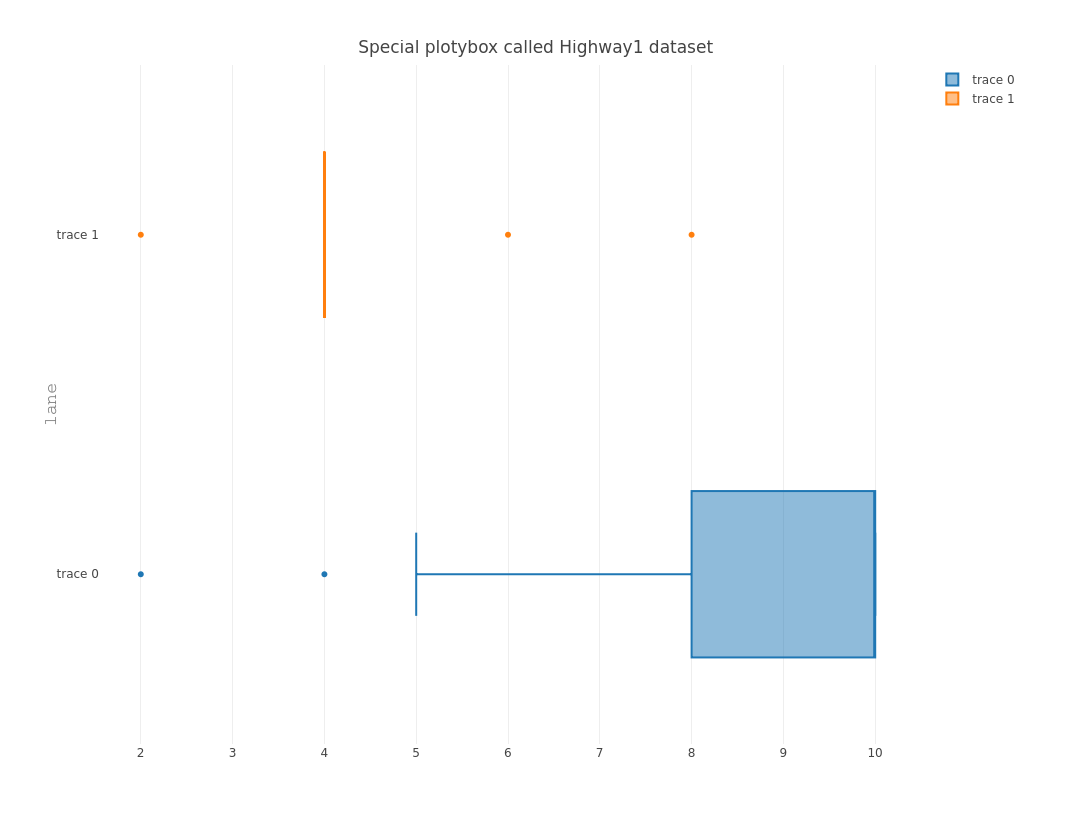 Special plotybox called Highway1 dataset
trace 0
trace 1
trace 1
lane
trace 0
2 3 4 5 6 7 8 9 10